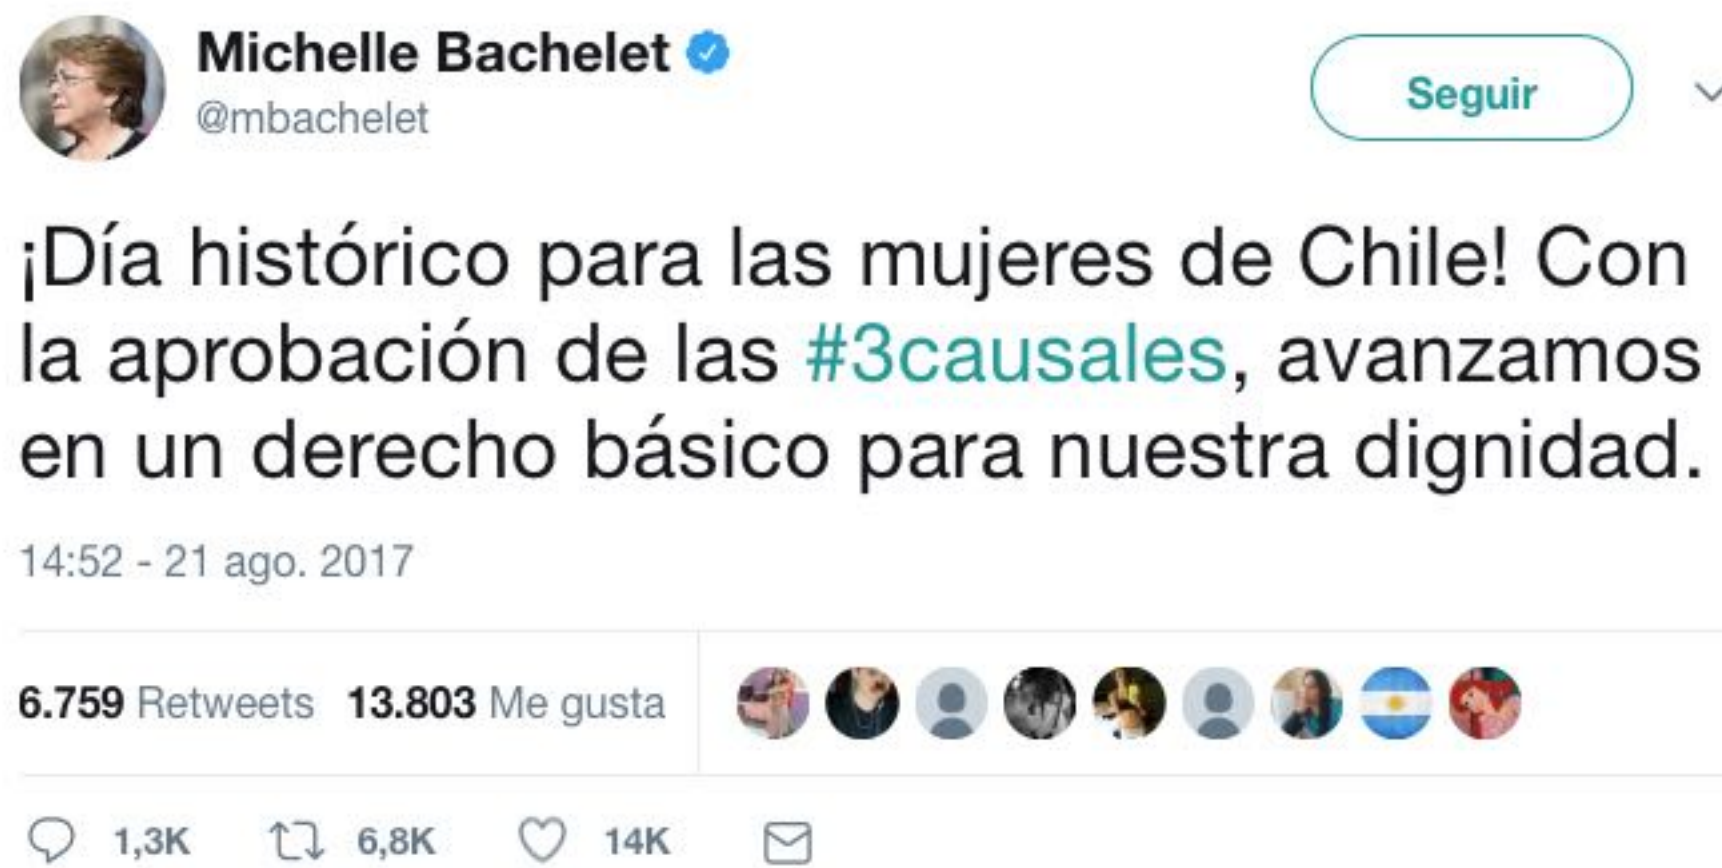 Michelle Bachelet
@mbachelet
Seguir
¡Día histórico para las mujeres de Chile! Con
la aprobación de las #3causales, avanzamos
en un derecho básico para nuestra dignidad.
14:52 - 21 ago. 2017
6.759 Retweets 13.803 Me gusta
1,3K 6,8K 14K